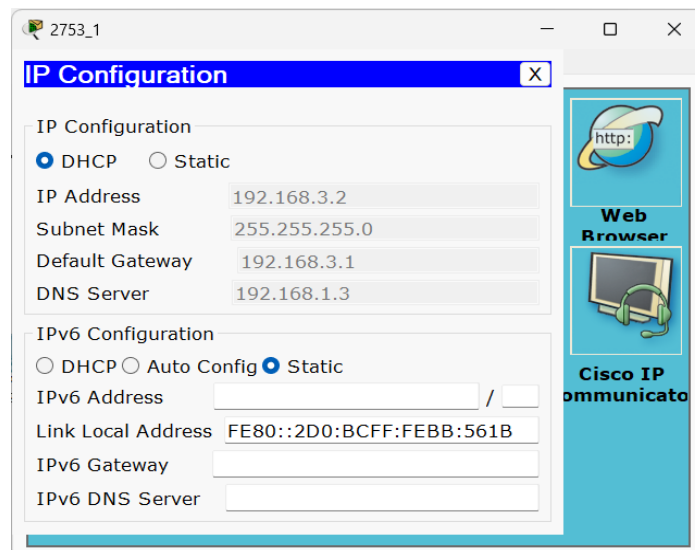 2753_1
IP Configuration X
IP Configuration
DHCP Static
IP Address 192.168.3.2
Subnet Mask 255.255.255.0
Default Gateway 192.168.3.1
DNS Server 192.168.1.3
IPv6 Configuration
DHCP Auto Config Static
IPv6 Address /
Link Local Address FE80::2D0:BCFF:FEBB:561B
IPv6 Gateway
IPv6 DNS Server
http:
Web
Browser
Cisco IP
ommunicato